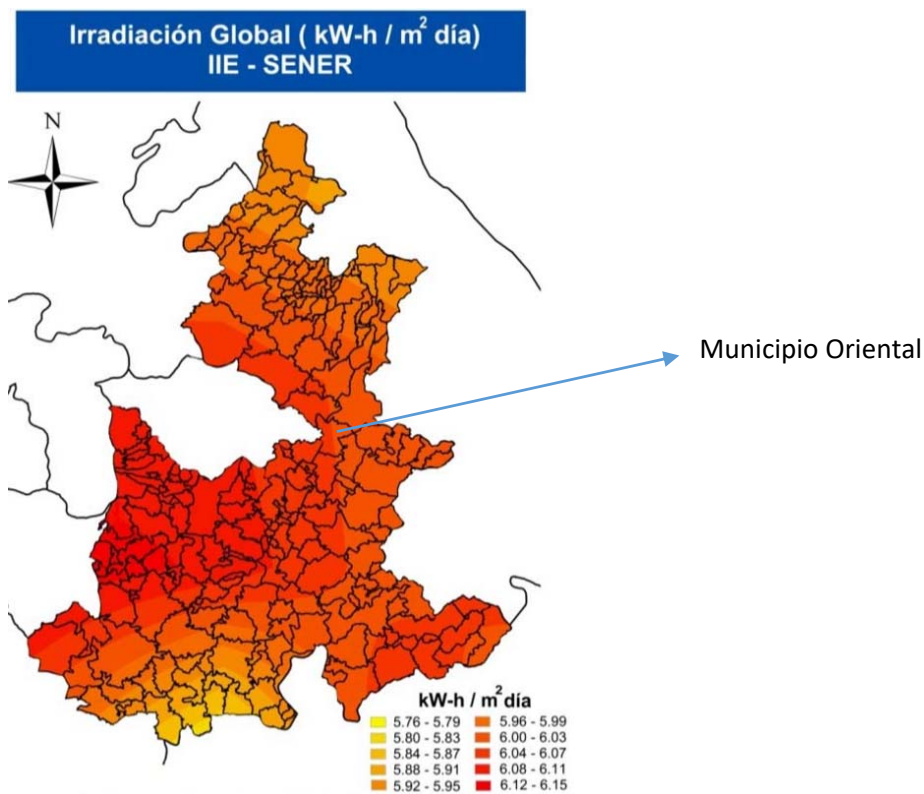 Irradiación Global ( kW-h / m² día)
IIE - SENER
N
Municipio Oriental
kW-h / m² día
5.76 - 5.79
5.80 - 5.83
5.84 - 5.87
5.88 - 5.91
5.92 - 5.95
5.96 - 5.99
6.00 - 6.03
6.04 - 6.07
6.08 - 6.11
6.12 - 6.15